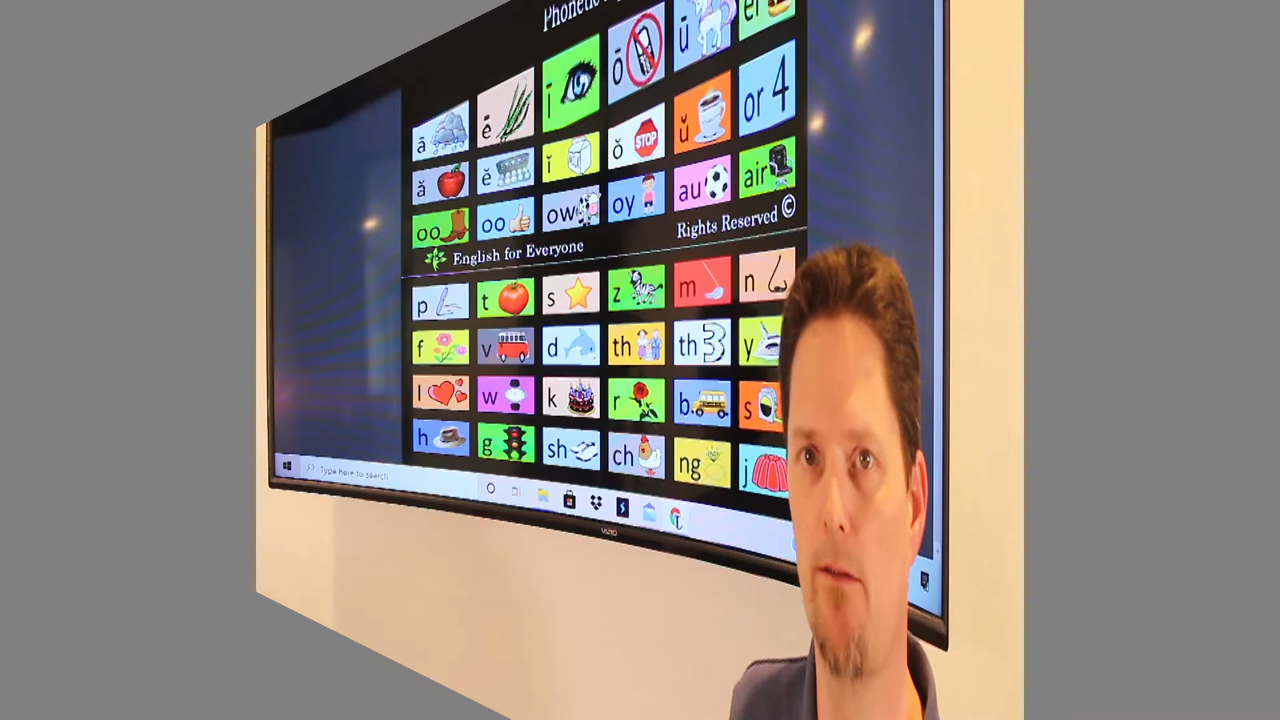 Phonetic
ā ē ī ō ū er
ă ĕ ĭ ŏ STOP ŭ or 4
oo oo ow oy au air
English for Everyone Rights Reserved ©
p t s z m n
f v d th th 3 y
l w k r b s
h g sh ch ng j
Type here to search
VIZIO